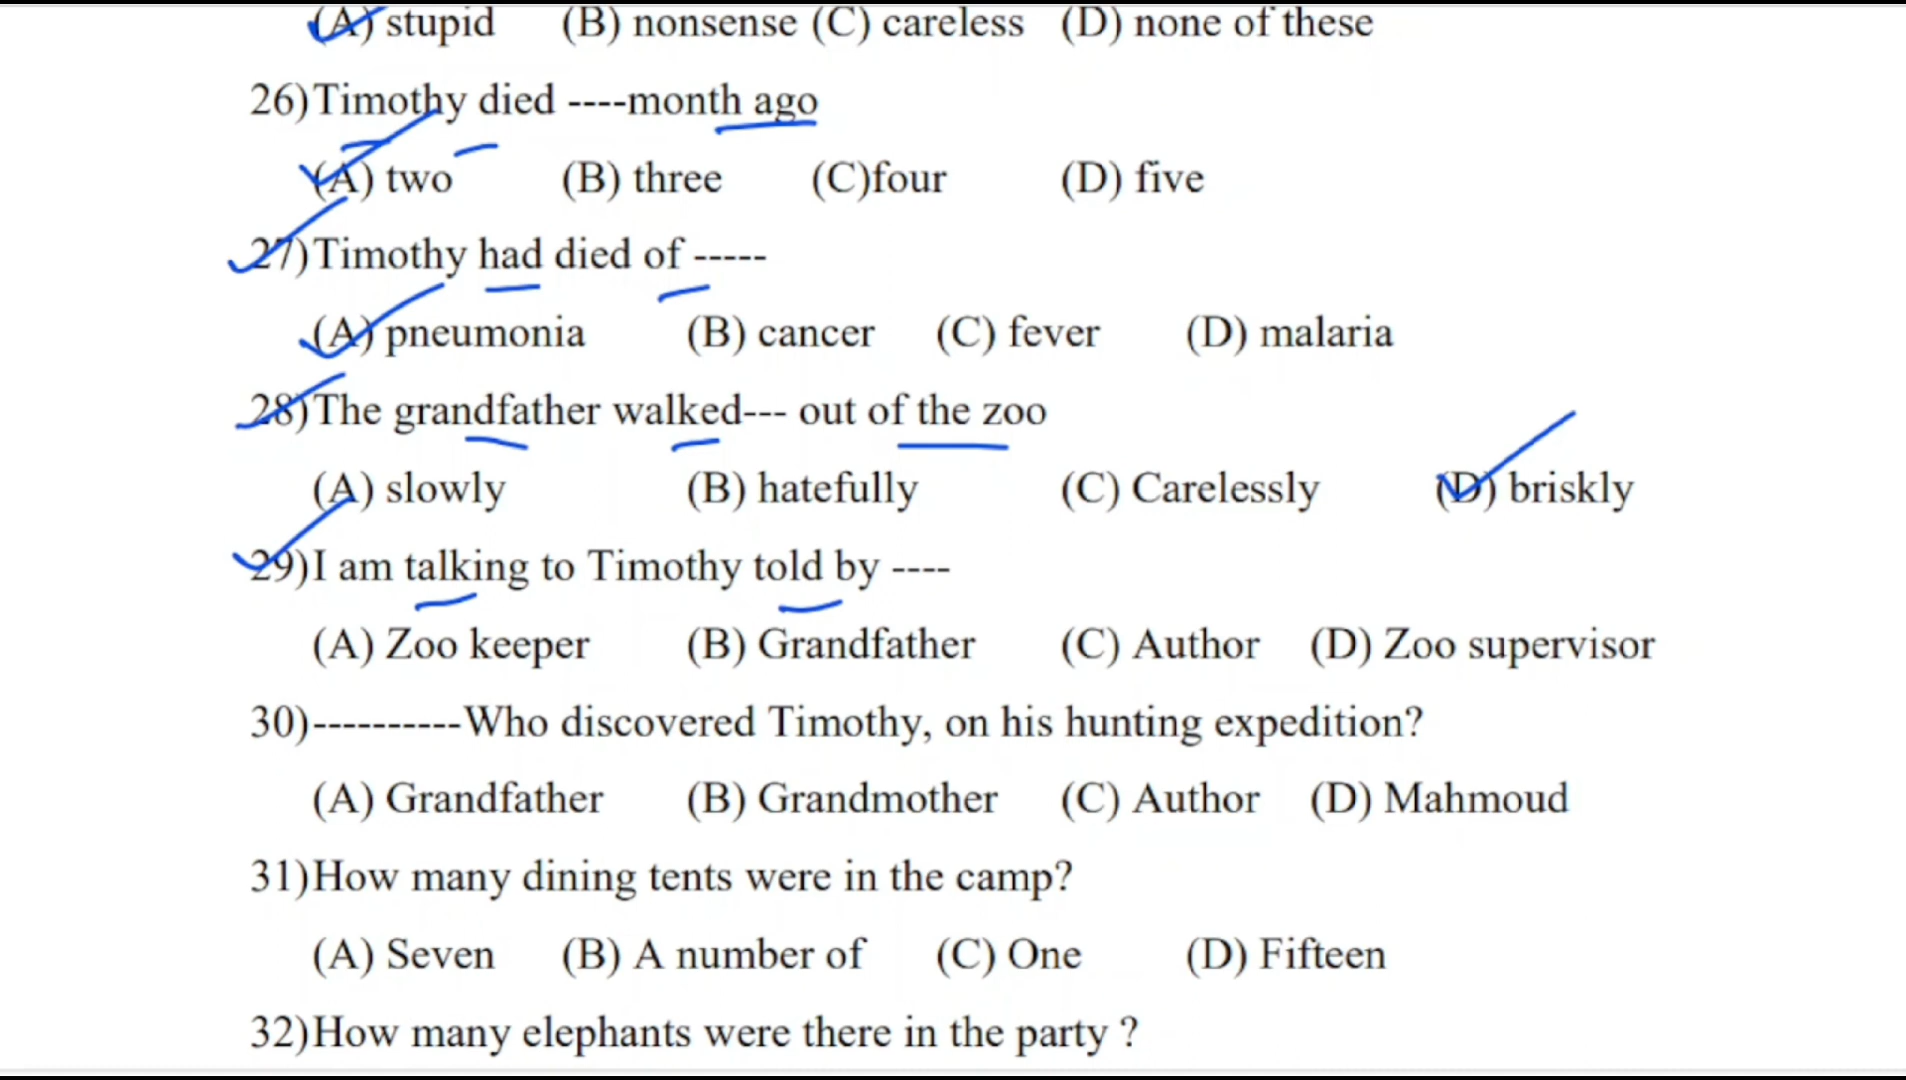 (A) stupid (B) nonsense (C) careless (D) none of these
26)Timothy died ----month ago
(A) two (B) three (C)four (D) five
27)Timothy had died of -----
(A) pneumonia (B) cancer (C) fever (D) malaria
28)The grandfather walked--- out of the zoo
(A) slowly (B) hatefully (C) Carelessly (D) briskly
29)I am talking to Timothy told by ----
(A) Zoo keeper (B) Grandfather (C) Author (D) Zoo supervisor
30)----------Who discovered Timothy, on his hunting expedition?
(A) Grandfather (B) Grandmother (C) Author (D) Mahmoud
31)How many dining tents were in the camp?
(A) Seven (B) A number of (C) One (D) Fifteen
32)How many elephants were there in the party ?